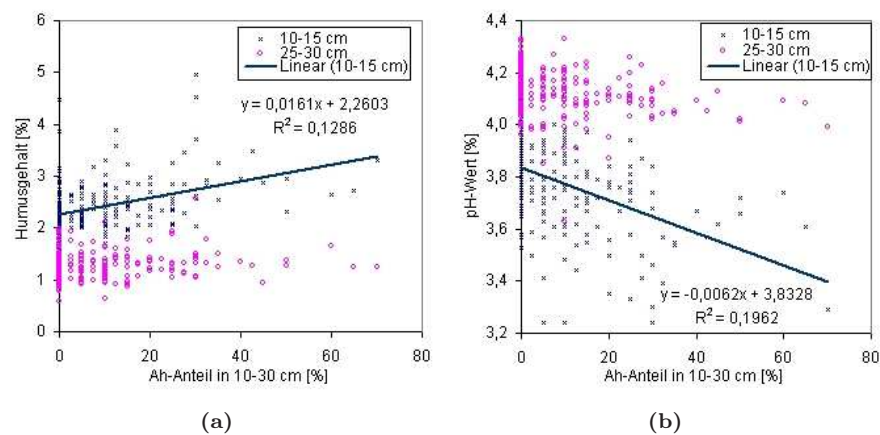 6
5
4
3
2
1
0
Humusgehalt [%]
10-15 cm
25-30 cm
Linear (10-15 cm)
y = 0,0161x + 2,2603
R² = 0,1286
0 20 40 60 80
Ah-Anteil in 10-30 cm [%]
(a)
4,4
4,2
4,0
3,8
3,6
3,4
3,2
pH-Wert [%]
10-15 cm
25-30 cm
Linear (10-15 cm)
y = -0,0062x + 3,8328
R² = 0,1962
0 20 40 60 80
Ah-Anteil in 10-30 cm [%]
(b)